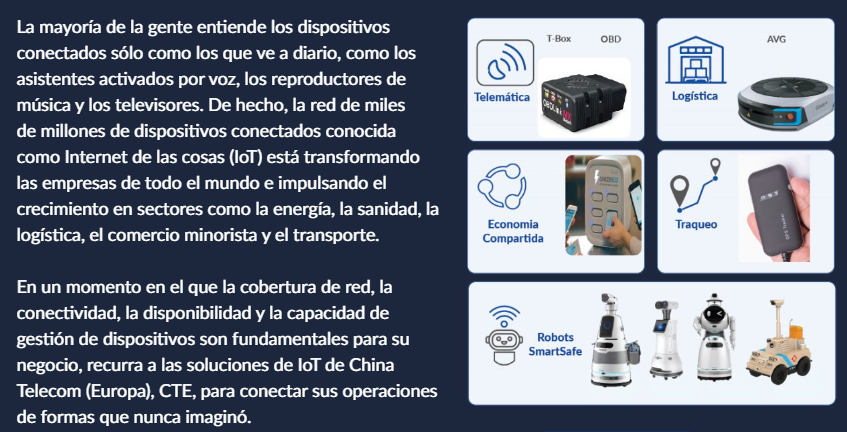 La mayoría de la gente entiende los dispositivos
conectados sólo como los que ve a diario, como los
asistentes activados por voz, los reproductores de
música y los televisores. De hecho, la red de miles
de millones de dispositivos conectados conocida
como Internet de las cosas (IoT) está transformando
las empresas de todo el mundo e impulsando el
crecimiento en sectores como la energía, la sanidad, la
logística, el comercio minorista y el transporte.
En un momento en el que la cobertura de red, la
conectividad, la disponibilidad y la capacidad de
gestión de dispositivos son fundamentales para su
negocio, recurra a las soluciones de IoT de China
Telecom (Europa), CTE, para conectar sus operaciones
de formas que nunca imaginó.
T-Box OBD
Telemática
OBDLink MX
AVG
Logística
Economia
Compartida
Traqueo
GPS Tracker
Robots
SmartSafe